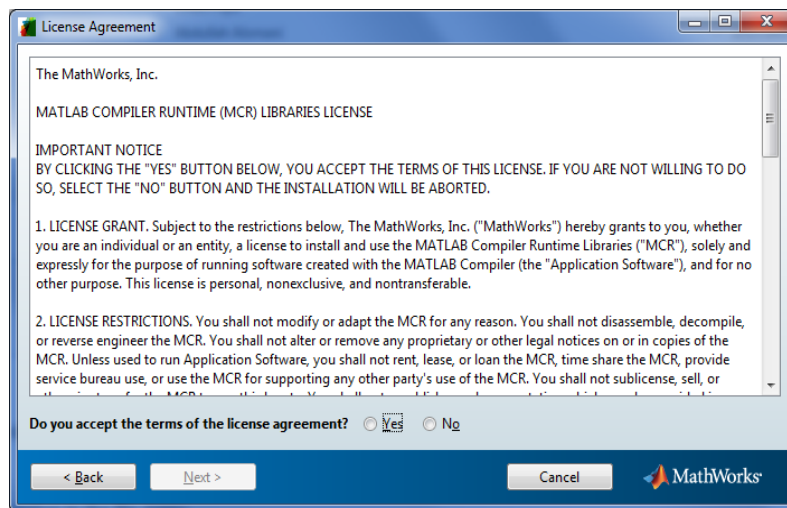 License Agreement
The MathWorks, Inc.
MATLAB COMPILER RUNTIME (MCR) LIBRARIES LICENSE
IMPORTANT NOTICE
BY CLICKING THE "YES" BUTTON BELOW, YOU ACCEPT THE TERMS OF THIS LICENSE. IF YOU ARE NOT WILLING TO DO
SO, SELECT THE "NO" BUTTON AND THE INSTALLATION WILL BE ABORTED.
1. LICENSE GRANT. Subject to the restrictions below, The MathWorks, Inc. ("MathWorks") hereby grants to you, whether
you are an individual or an entity, a license to install and use the MATLAB Compiler Runtime Libraries ("MCR"), solely and
expressly for the purpose of running software created with the MATLAB Compiler (the "Application Software"), and for no
other purpose. This license is personal, nonexclusive, and nontransferable.
2. LICENSE RESTRICTIONS. You shall not modify or adapt the MCR for any reason. You shall not disassemble, decompile,
or reverse engineer the MCR. You shall not alter or remove any proprietary or other legal notices on or in copies of the
MCR. Unless used to run Application Software, you shall not rent, lease, or loan the MCR, time share the MCR, provide
service bureau use, or use the MCR for supporting any other party's use of the MCR. You shall not sublicense, sell, or
Do you accept the terms of the license agreement? Yes No
< Back Next > Cancel MathWorks